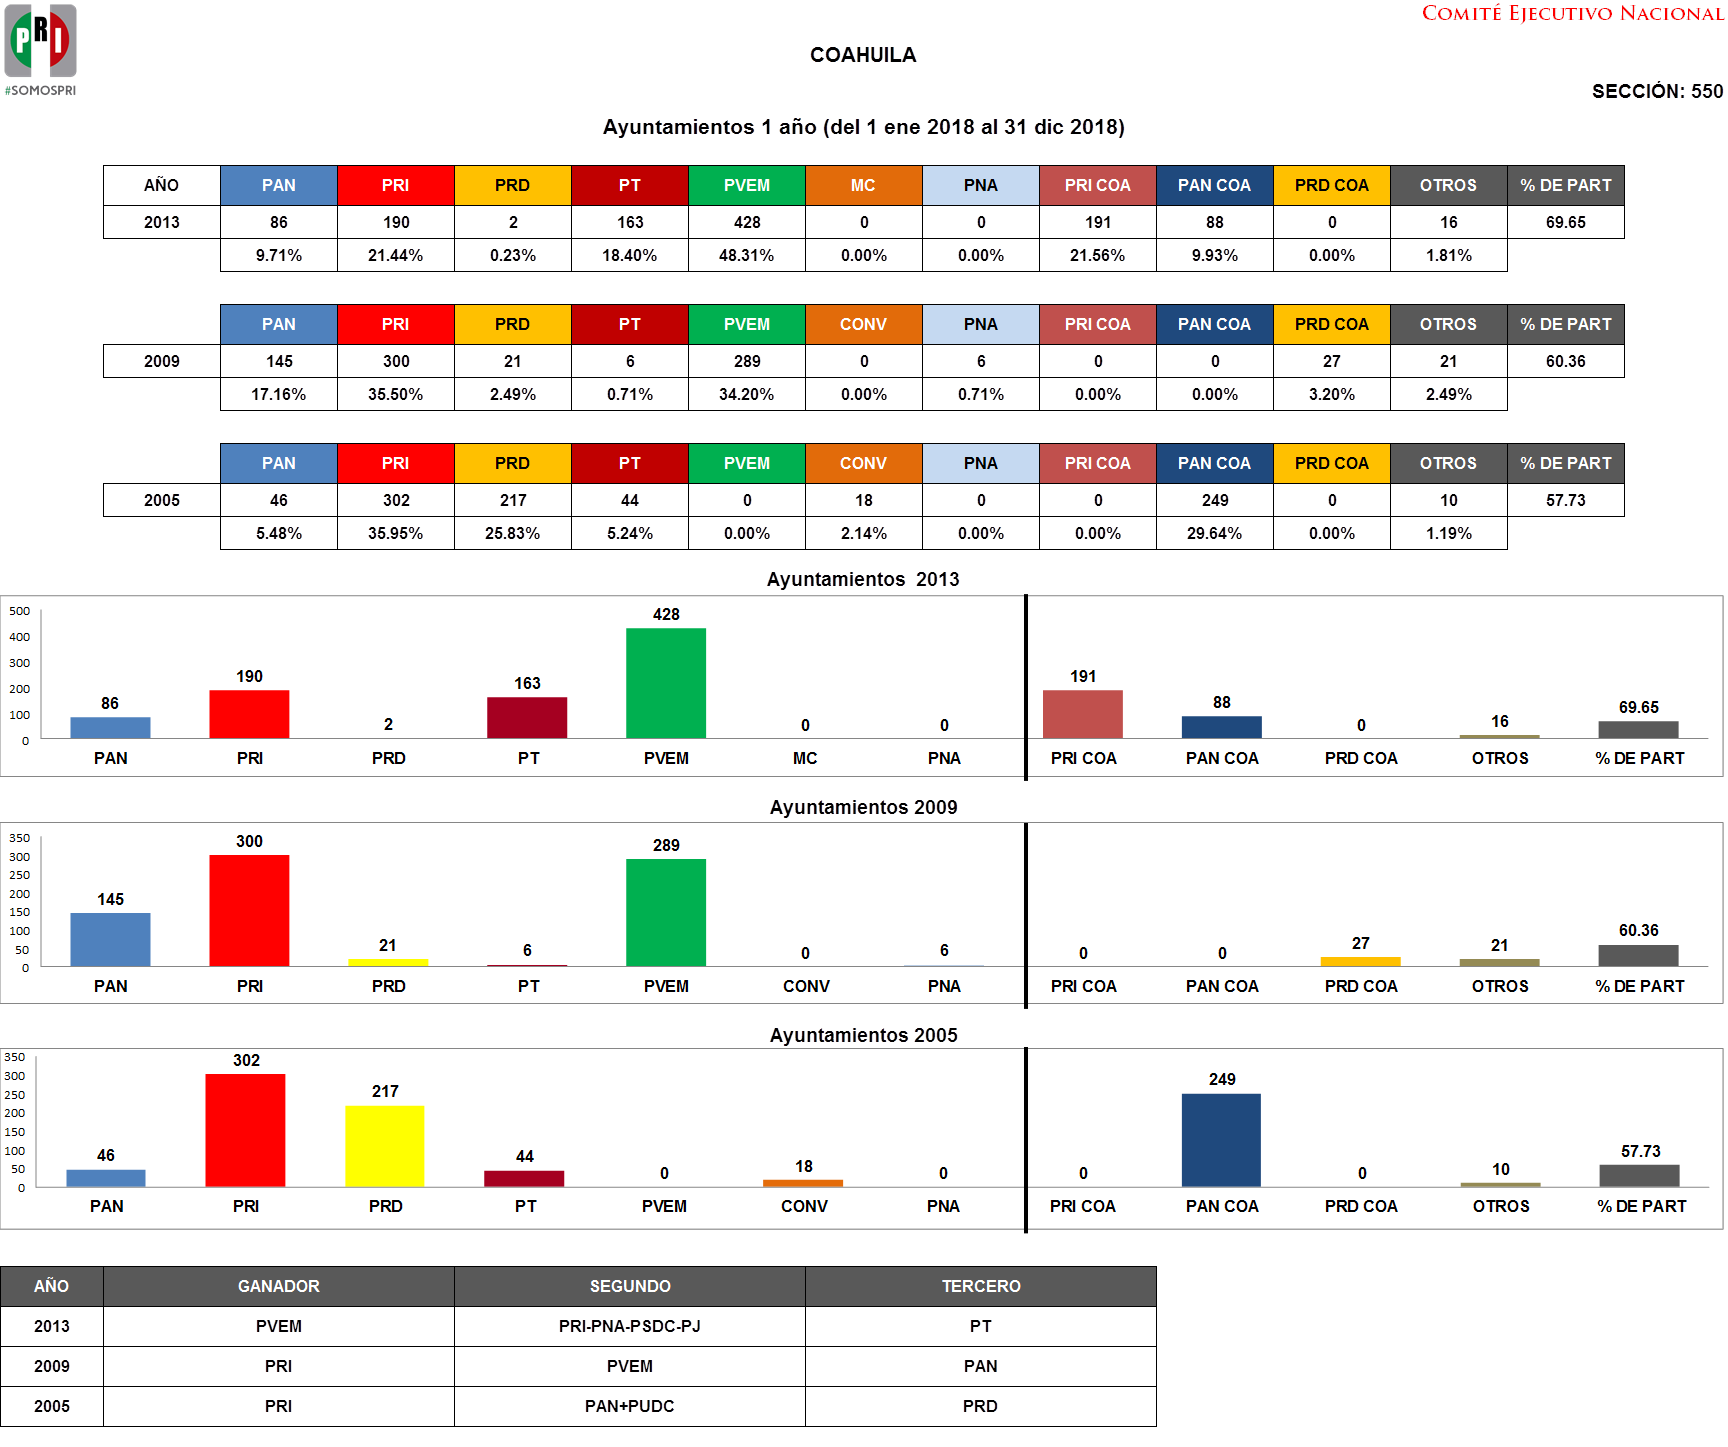 PRI
#SOMOSPRI
COMITÉ EJECUTIVO NACIONAL
COAHUILA
SECCIÓN: 550
Ayuntamientos 1 año (del 1 ene 2018 al 31 dic 2018)
AÑO PAN PRI PRD PT PVEM MC PNA PRI COA PAN COA PRD COA OTROS % DE PART
2013 86 190 2 163 428 0 0 191 88 0 16 69.65
9.71% 21.44% 0.23% 18.40% 48.31% 0.00% 0.00% 21.56% 9.93% 0.00% 1.81%
PAN PRI PRD PT PVEM CONV PNA PRI COA PAN COA PRD COA OTROS % DE PART
2009 145 300 21 6 289 0 6 0 0 27 21 60.36
17.16% 35.50% 2.49% 0.71% 34.20% 0.00% 0.71% 0.00% 0.00% 3.20% 2.49%
PAN PRI PRD PT PVEM CONV PNA PRI COA PAN COA PRD COA OTROS % DE PART
2005 46 302 217 44 0 18 0 0 249 0 10 57.73
5.48% 35.95% 25.83% 5.24% 0.00% 2.14% 0.00% 0.00% 29.64% 0.00% 1.19%
Ayuntamientos 2013
500
400
300
200
100
0
86 190 2 163 428 0 0 191 88 0 16 69.65
PAN PRI PRD PT PVEM MC PNA PRI COA PAN COA PRD COA OTROS % DE PART
Ayuntamientos 2009
350
300
250
200
150
100
50
0
145 300 21 6 289 0 6 0 0 27 21 60.36
PAN PRI PRD PT PVEM CONV PNA PRI COA PAN COA PRD COA OTROS % DE PART
Ayuntamientos 2005
350
300
250
200
150
100
50
0
46 302 217 44 0 18 0 0 249 0 10 57.73
PAN PRI PRD PT PVEM CONV PNA PRI COA PAN COA PRD COA OTROS % DE PART
AÑO GANADOR SEGUNDO TERCERO
2013 PVEM PRI-PNA-PSDC-PJ PT
2009 PRI PVEM PAN
2005 PRI PAN+PUDC PRD